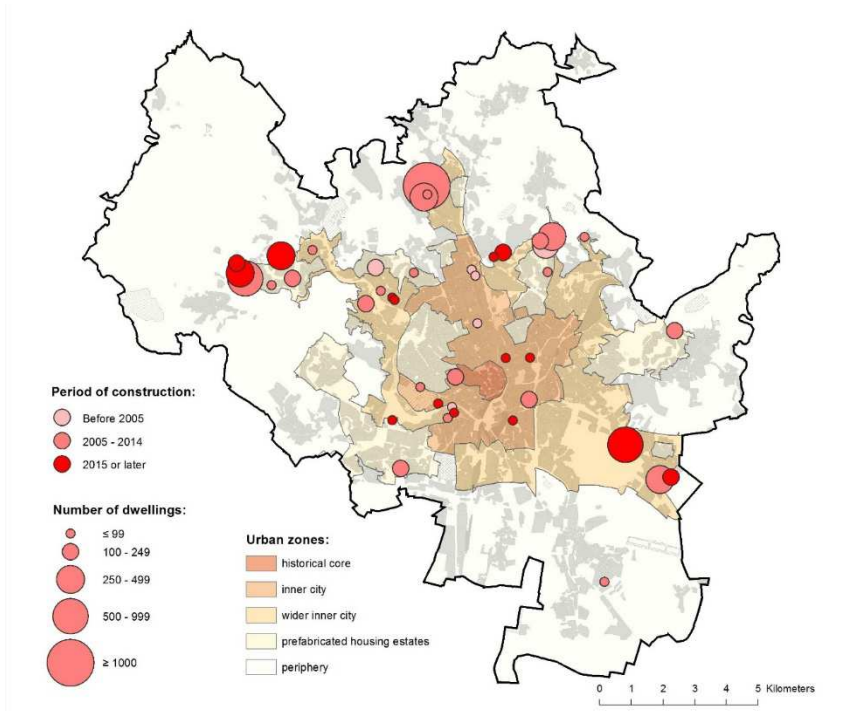 Period of construction:
Before 2005
2005 - 2014
2015 or later
Number of dwellings:
≤ 99
100 - 249
250 - 499
500 - 999
≥ 1000
Urban zones:
historical core
inner city
wider inner city
prefabricated housing estates
periphery
0 1 2 3 4 5 Kilometers